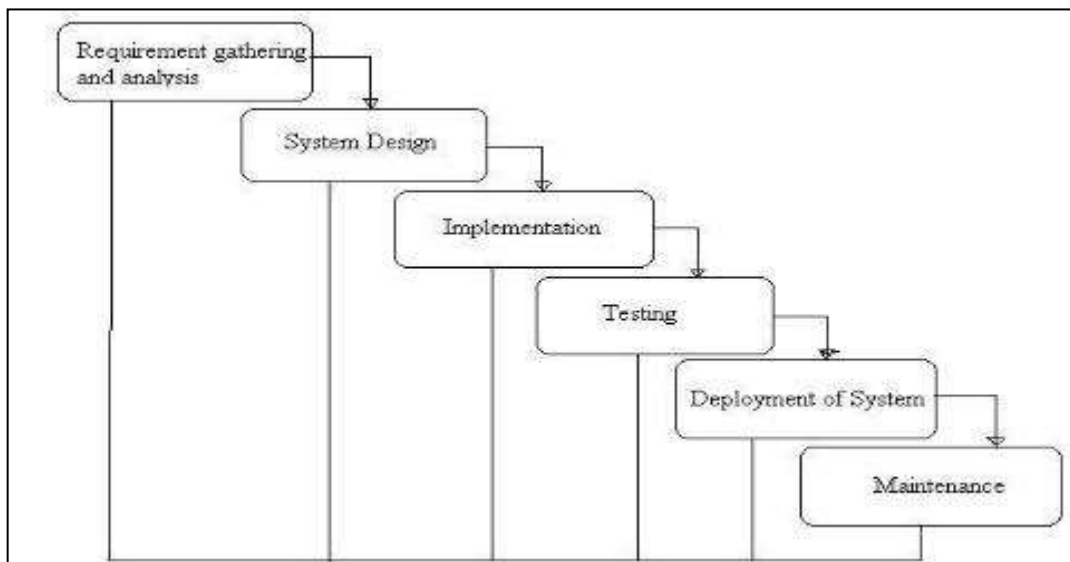 Requirement gathering
and analysis
System Design
Implementation
Testing
Deployment of System
Maintenance